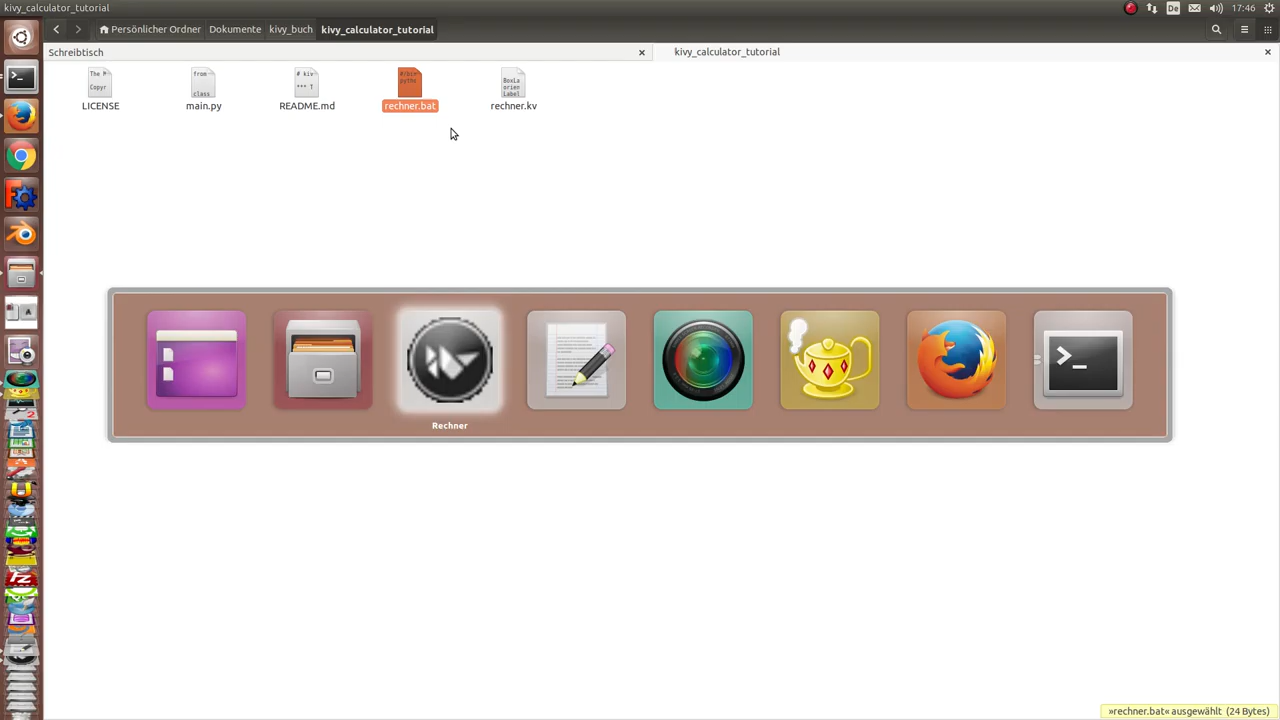 kivy_calculator_tutorial
De
17:46
Persönlicher Ordner
Dokumente
kivy_buch
kivy_calculator_tutorial
Schreibtisch
kivy_calculator_tutorial
LICENSE
main.py
README.md
rechner.bat
rechner.kv
Rechner
»rechner.bat« ausgewählt (24 Bytes)